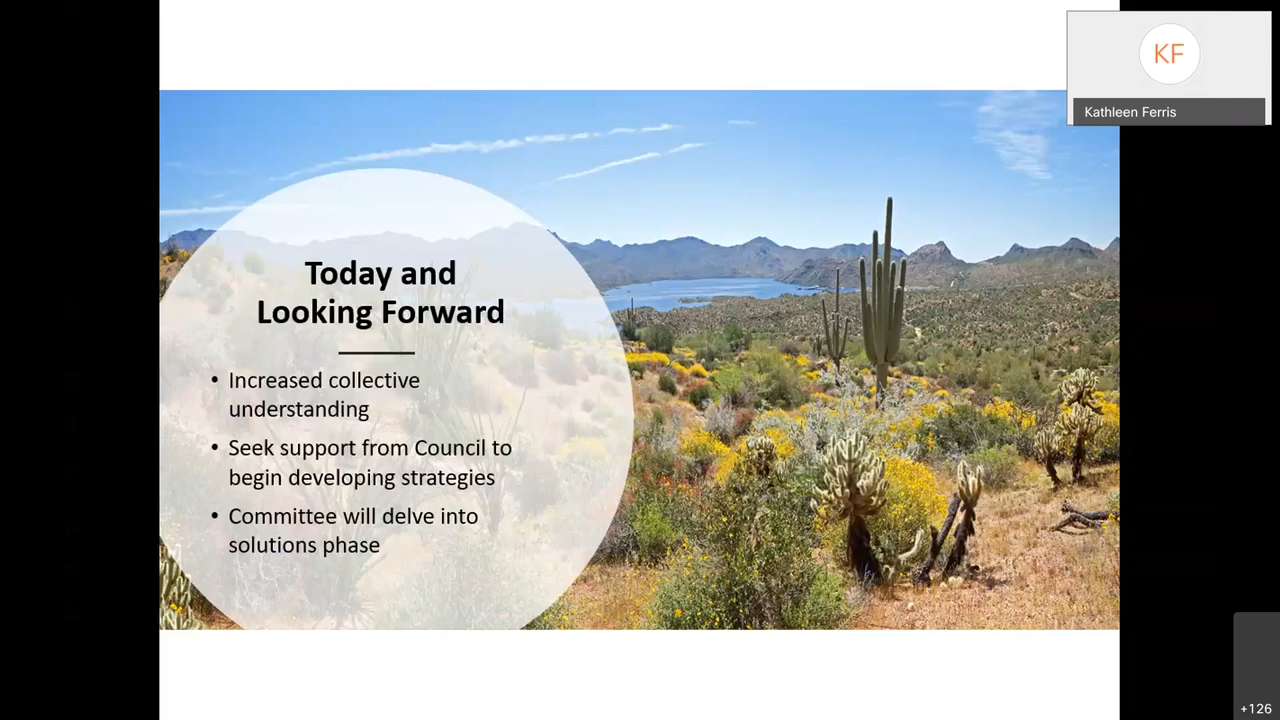 KF
Kathleen Ferris
Today and
Looking Forward
• Increased collective
understanding
• Seek support from Council to
begin developing strategies
• Committee will delve into
solutions phase
+126